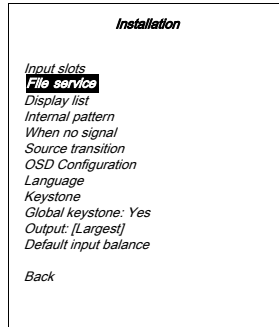 Installation
Input slots
File service
Display list
Internal pattern
When no signal
Source transition
OSD Configuration
Language
Keystone
Global keystone: Yes
Output: [Largest]
Default input balance
Back